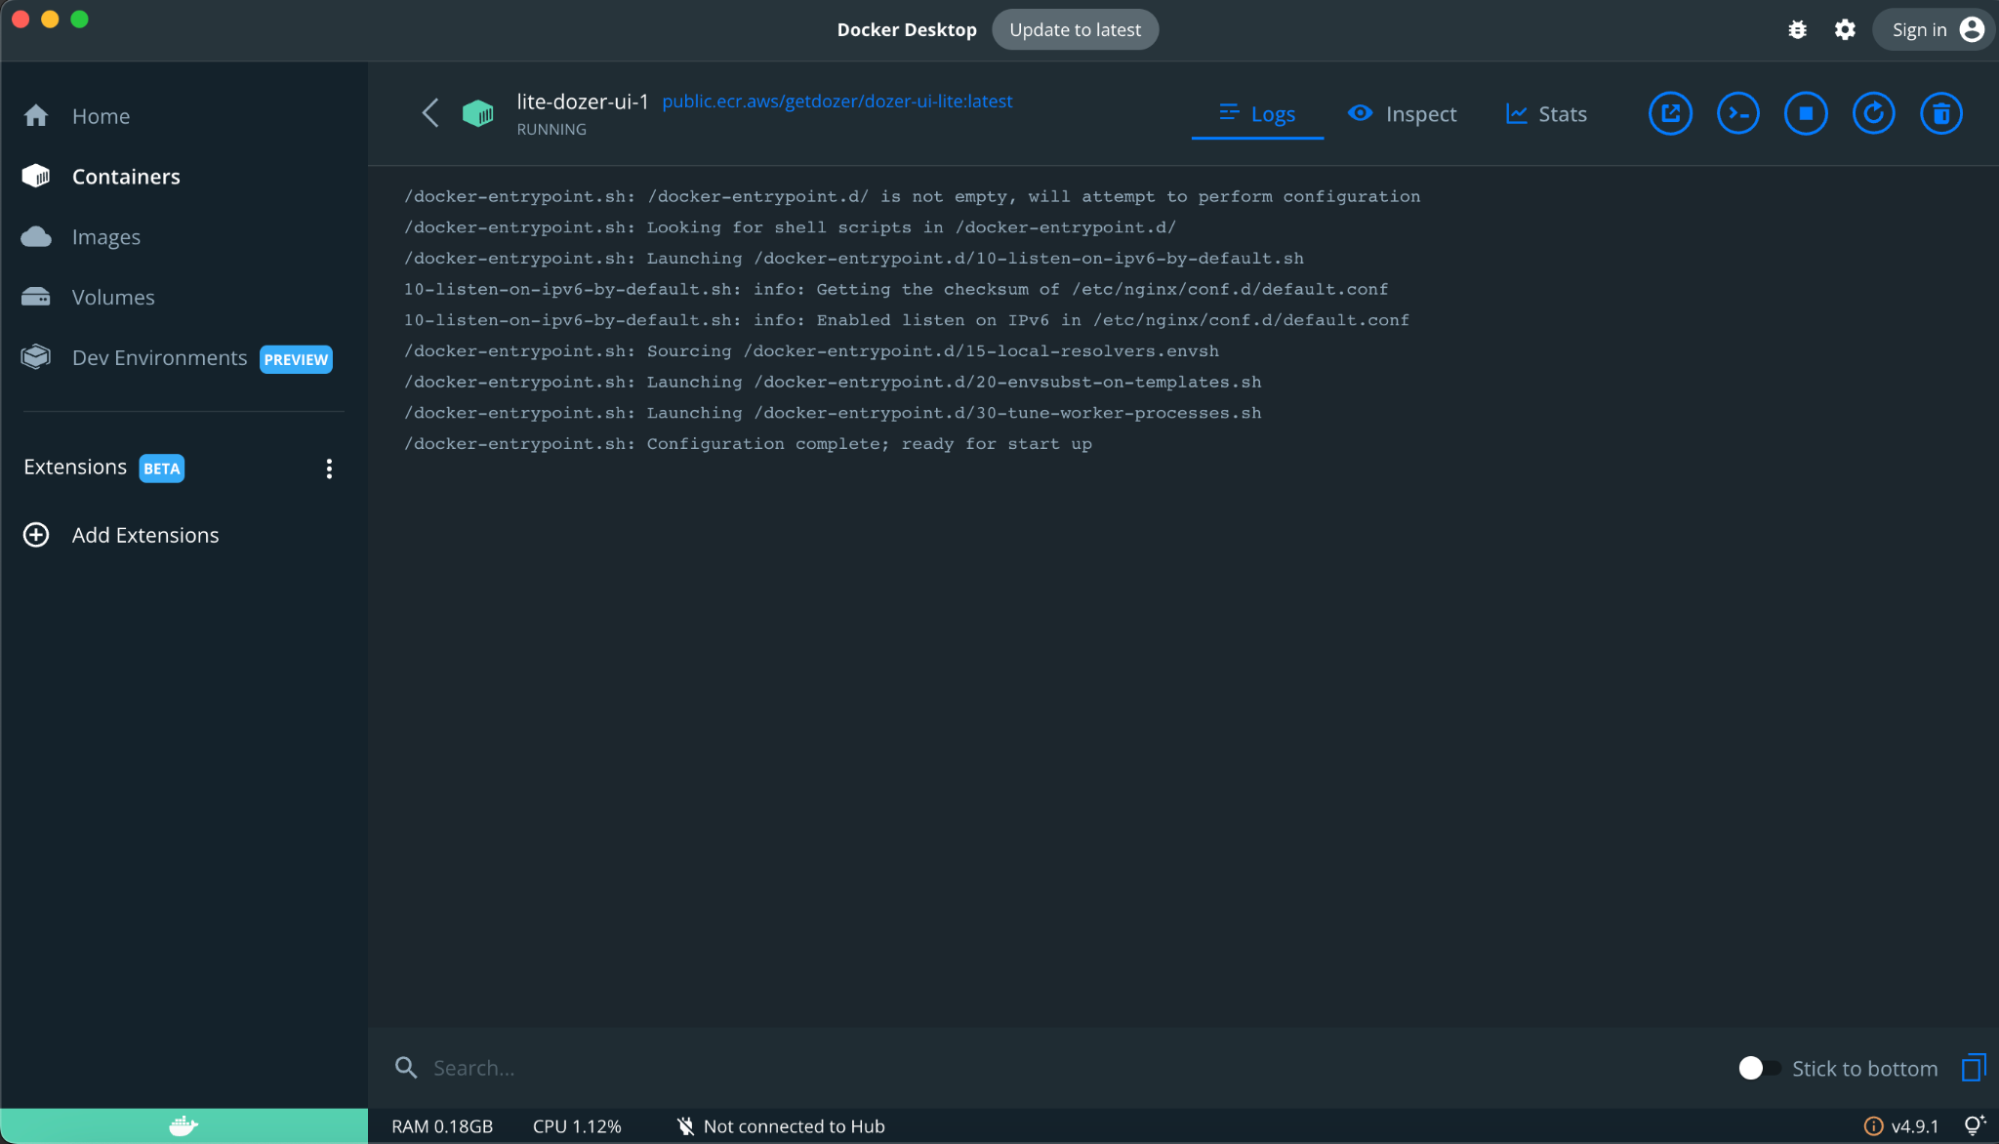 Docker Desktop
Update to latest
Sign in
Home
Containers
Images
Volumes
Dev Environments PREVIEW
Extensions BETA
Add Extensions
lite-dozer-ui-1 public.ecr.aws/getdozer/dozer-ui-lite:latest
RUNNING
Logs
Inspect
Stats
/docker-entrypoint.sh: /docker-entrypoint.d/ is not empty, will attempt to perform configuration
/docker-entrypoint.sh: Looking for shell scripts in /docker-entrypoint.d/
/docker-entrypoint.sh: Launching /docker-entrypoint.d/10-listen-on-ipv6-by-default.sh
10-listen-on-ipv6-by-default.sh: info: Getting the checksum of /etc/nginx/conf.d/default.conf
10-listen-on-ipv6-by-default.sh: info: Enabled listen on IPv6 in /etc/nginx/conf.d/default.conf
/docker-entrypoint.sh: Sourcing /docker-entrypoint.d/15-local-resolvers.envsh
/docker-entrypoint.sh: Launching /docker-entrypoint.d/20-envsubst-on-templates.sh
/docker-entrypoint.sh: Launching /docker-entrypoint.d/30-tune-worker-processes.sh
/docker-entrypoint.sh: Configuration complete; ready for start up
Search...
Stick to bottom
RAM 0.18GB
CPU 1.12%
Not connected to Hub
v4.9.1